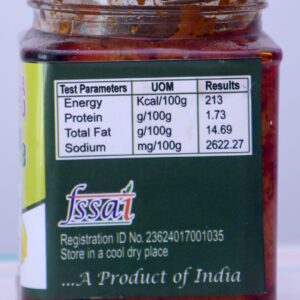 Test Parameters UOM Results
Energy Kcal/100g 213
Protein g/100g 1.73
Total Fat g/100g 14.69
Sodium mg/100g 2622.27
fssai
Registration ID No. 23624017001035
Store in a cool dry place
...A Product of India